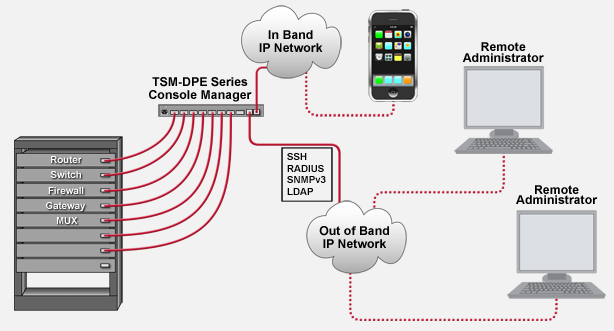 In Band
IP Network
Remote
Administrator
TSM-DPE Series
Console Manager
Router
Switch
Firewall
Gateway
MUX
SSH
RADIUS
SNMPv3
LDAP
Out of Band
IP Network
Remote
Administrator